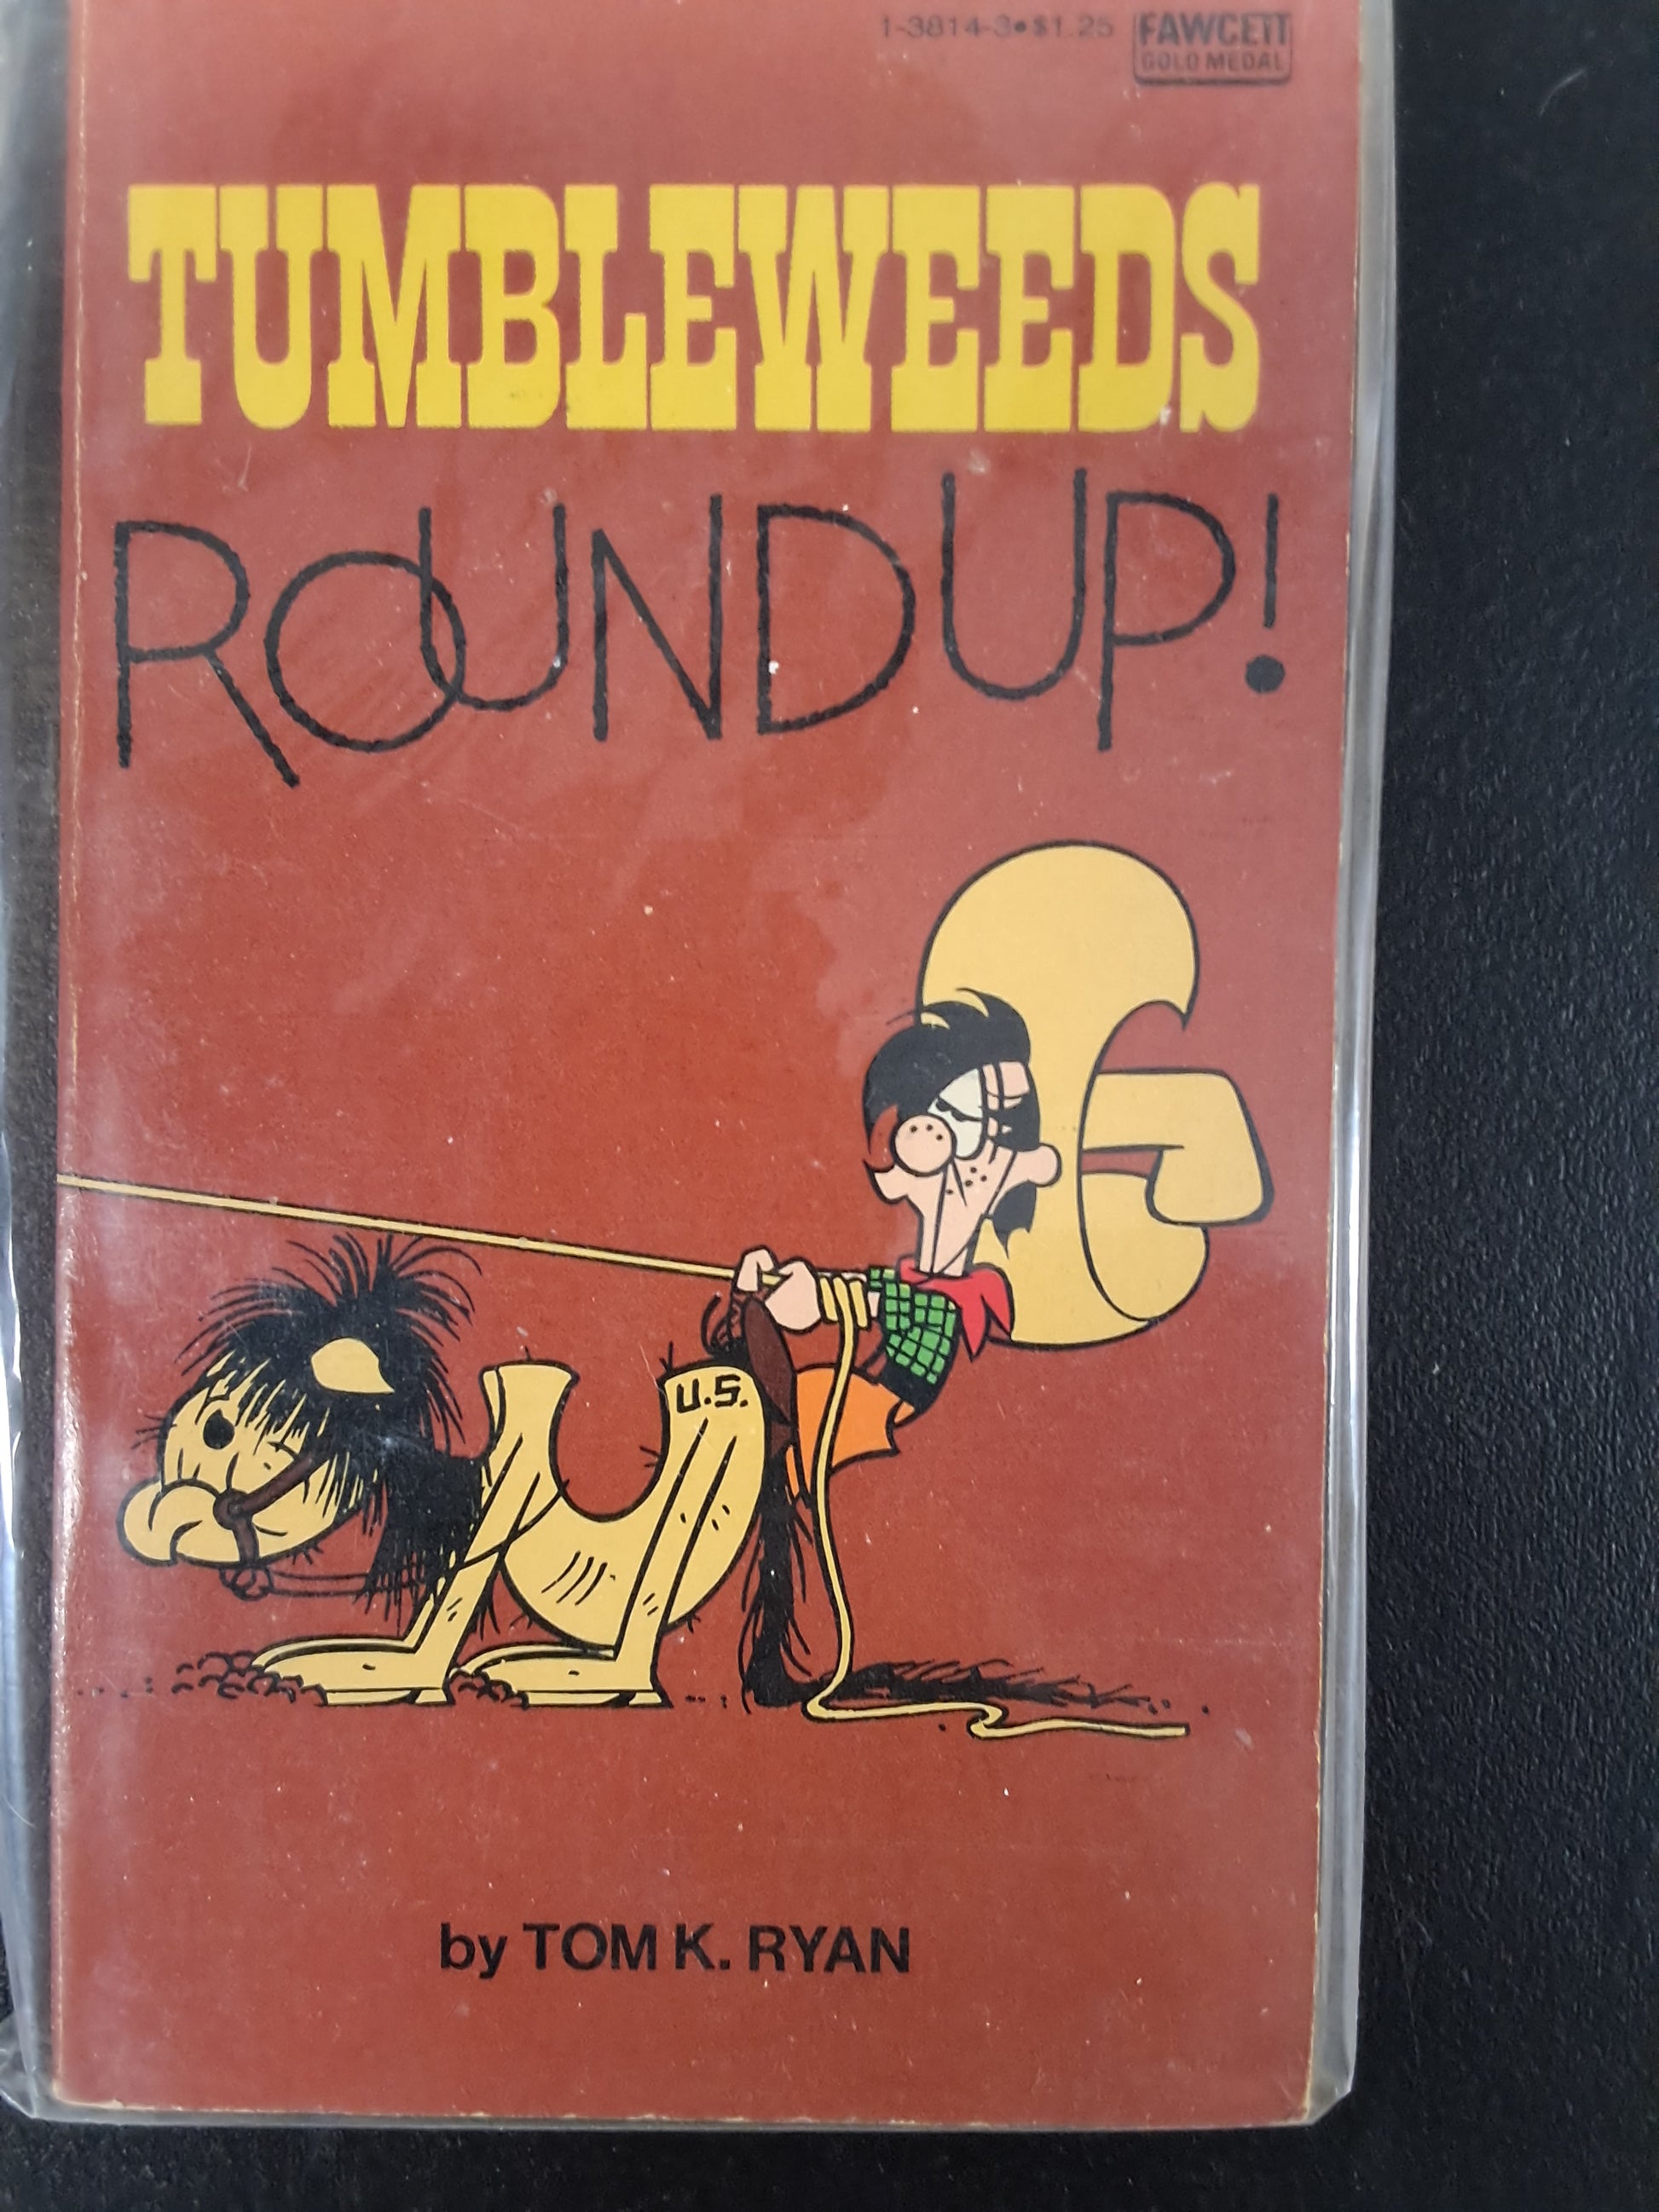 1-3814-3•$1.25
FAWCETT
GOLD MEDAL
TUMBLEWEEDS
ROUNDUP!
U.S.
by TOM K. RYAN